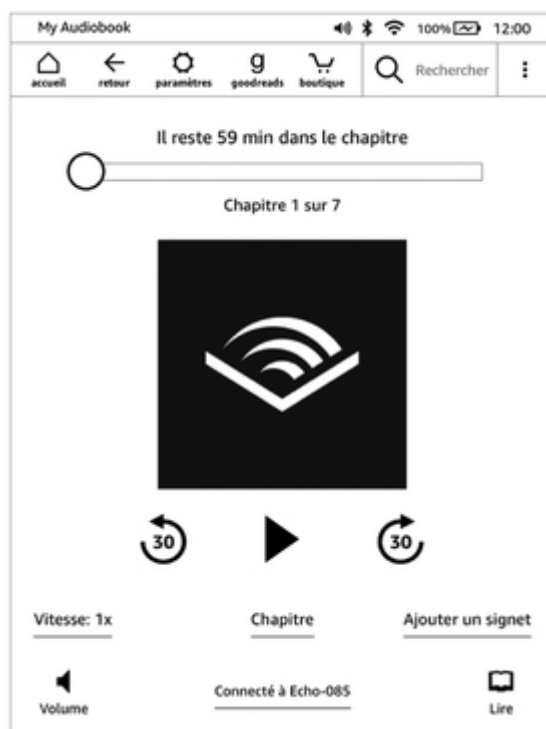 My Audiobook 100% 12:00
accueil retour paramètres goodreads boutique Rechercher
Il reste 59 min dans le chapitre
Chapitre 1 sur 7
30 30
Vitesse: 1x Chapitre Ajouter un signet
Volume Connecté à Echo-085 Lire